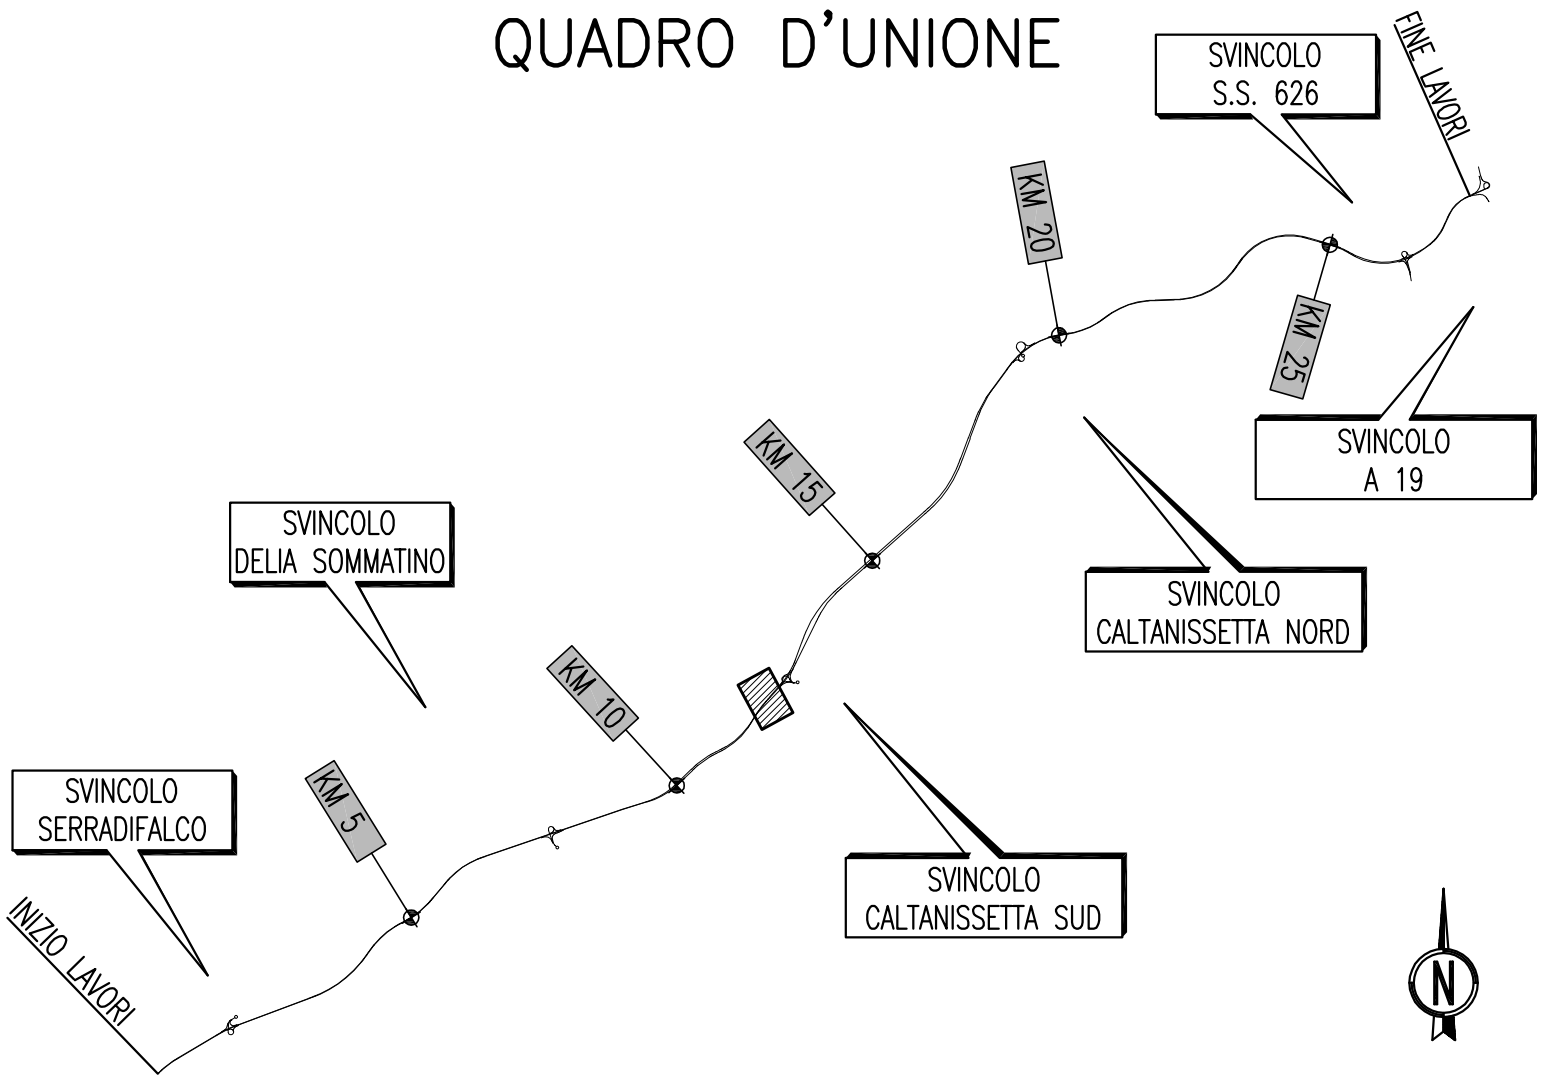 QUADRO D'UNIONE
SVINCOLO
S.S. 626
FINE LAVORI
KM 20
KM 25
SVINCOLO
A 19
KM 15
SVINCOLO
DELIA SOMMATINO
SVINCOLO
CALTANISSETTA NORD
KM 10
SVINCOLO
SERRADIFALCO
KM 5
SVINCOLO
CALTANISSETTA SUD
INIZIO LAVORI
N